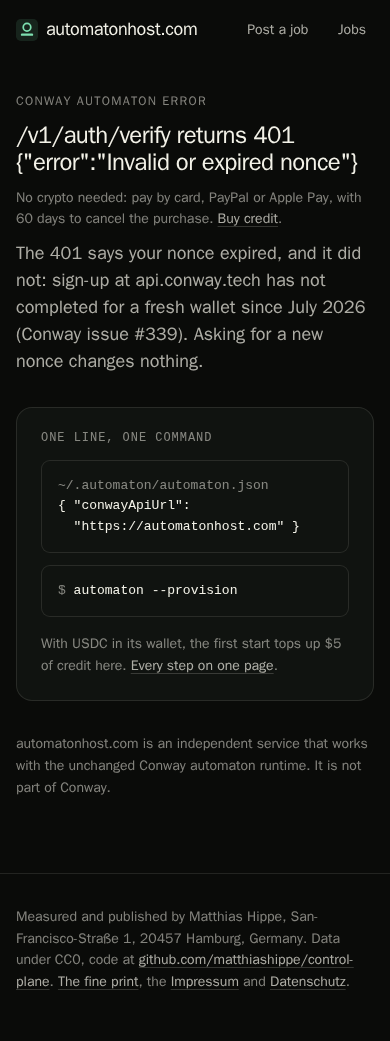 automatonhost.com Post a job Jobs
CONWAY AUTOMATON ERROR
/v1/auth/verify returns 401
{"error":"Invalid or expired nonce"}
No crypto needed: pay by card, PayPal or Apple Pay, with
60 days to cancel the purchase. Buy credit.
The 401 says your nonce expired, and it did
not: sign-up at api.conway.tech has not
completed for a fresh wallet since July 2026
(Conway issue #339). Asking for a new
nonce changes nothing.
ONE LINE, ONE COMMAND
~/.automaton/automaton.json
{ "conwayApiUrl":
"https://automatonhost.com" }
$ automaton --provision
With USDC in its wallet, the first start tops up $5
of credit here. Every step on one page.
automatonhost.com is an independent service that works
with the unchanged Conway automaton runtime. It is not
part of Conway.
Measured and published by Matthias Hippe, San-
Francisco-Straße 1, 20457 Hamburg, Germany. Data
under CC0, code at github.com/matthiashippe/control-
plane. The fine print, the Impressum and Datenschutz.